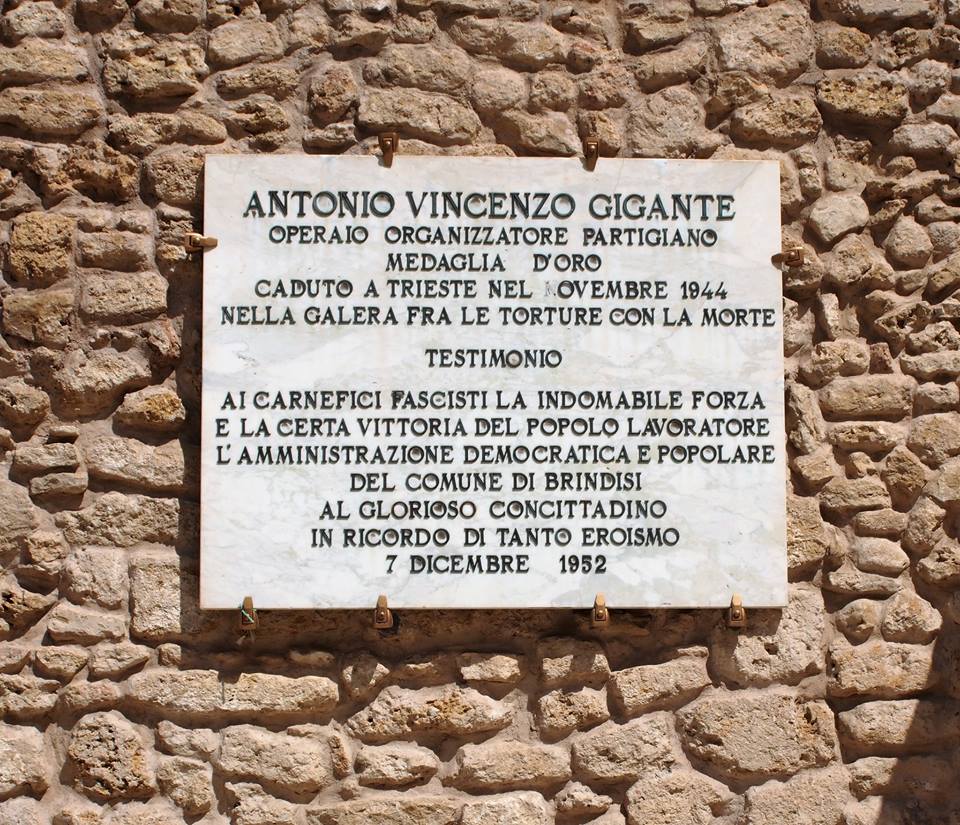 ANTONIO VINCENZO GIGANTE
OPERAIO ORGANIZZATORE PARTIGIANO
MEDAGLIA D'ORO
CADUTO A TRIESTE NEL NOVEMBRE 1944
NELLA GALERA FRA LE TORTURE CON LA MORTE
TESTIMONIO
AI CARNEFICI FASCISTI LA INDOMABILE FORZA
E LA CERTA VITTORIA DEL POPOLO LAVORATORE
L'AMMINISTRAZIONE DEMOCRATICA E POPOLARE
DEL COMUNE DI BRINDISI
AL GLORIOSO CONCITTADINO
IN RICORDO DI TANTO EROISMO
7 DICEMBRE 1952